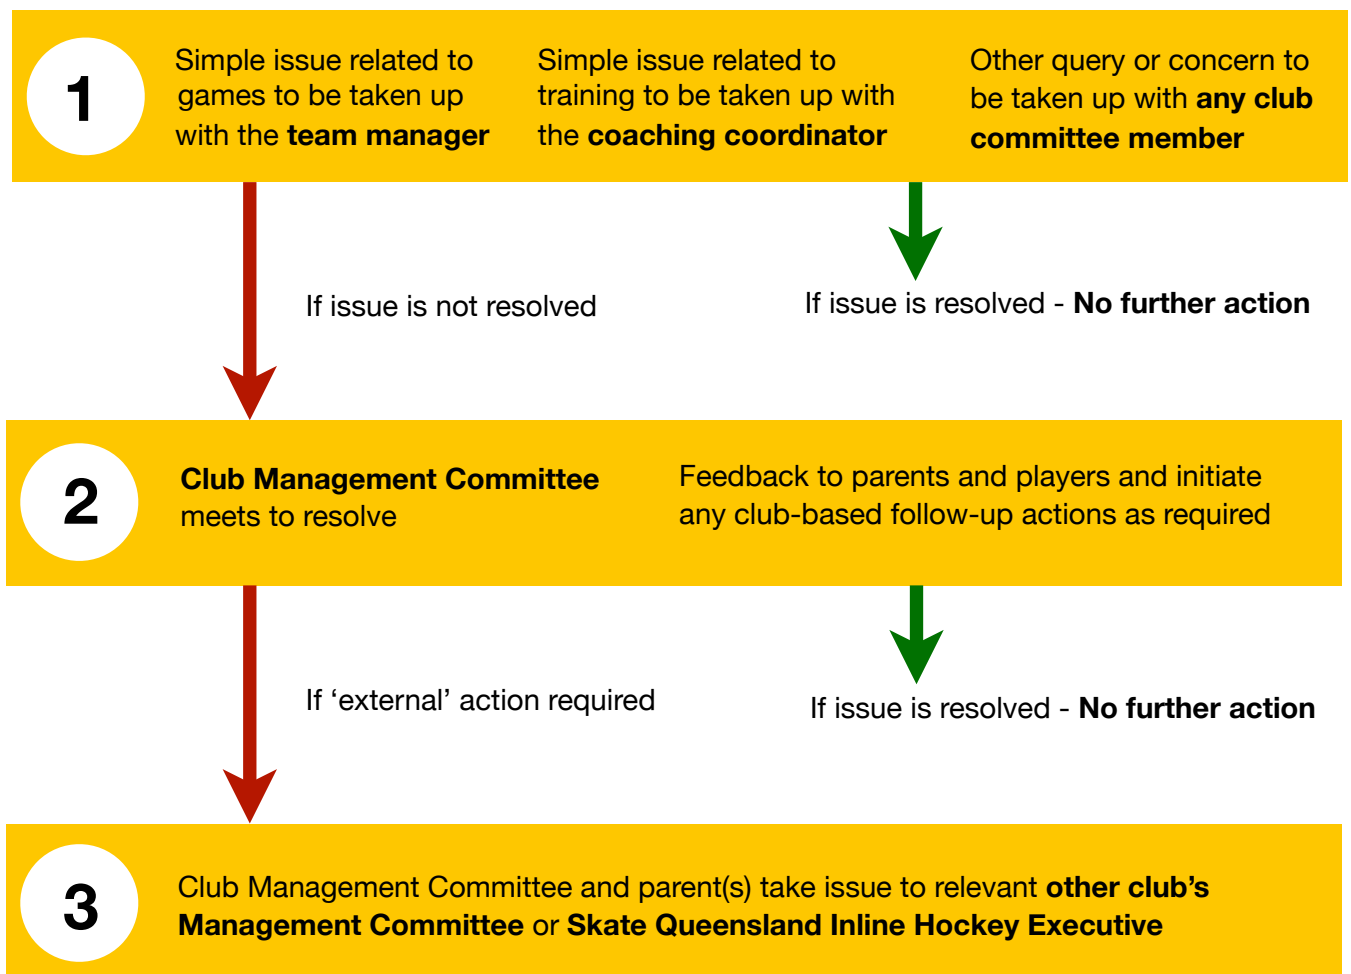 1
Simple issue related to
games to be taken up
with the team manager
Simple issue related to
training to be taken up with
the coaching coordinator
Other query or concern to
be taken up with any club
committee member
If issue is not resolved
If issue is resolved - No further action
2
Club Management Committee
meets to resolve
Feedback to parents and players and initiate
any club-based follow-up actions as required
If ‘external’ action required
If issue is resolved - No further action
3
Club Management Committee and parent(s) take issue to relevant other club’s
Management Committee or Skate Queensland Inline Hockey Executive